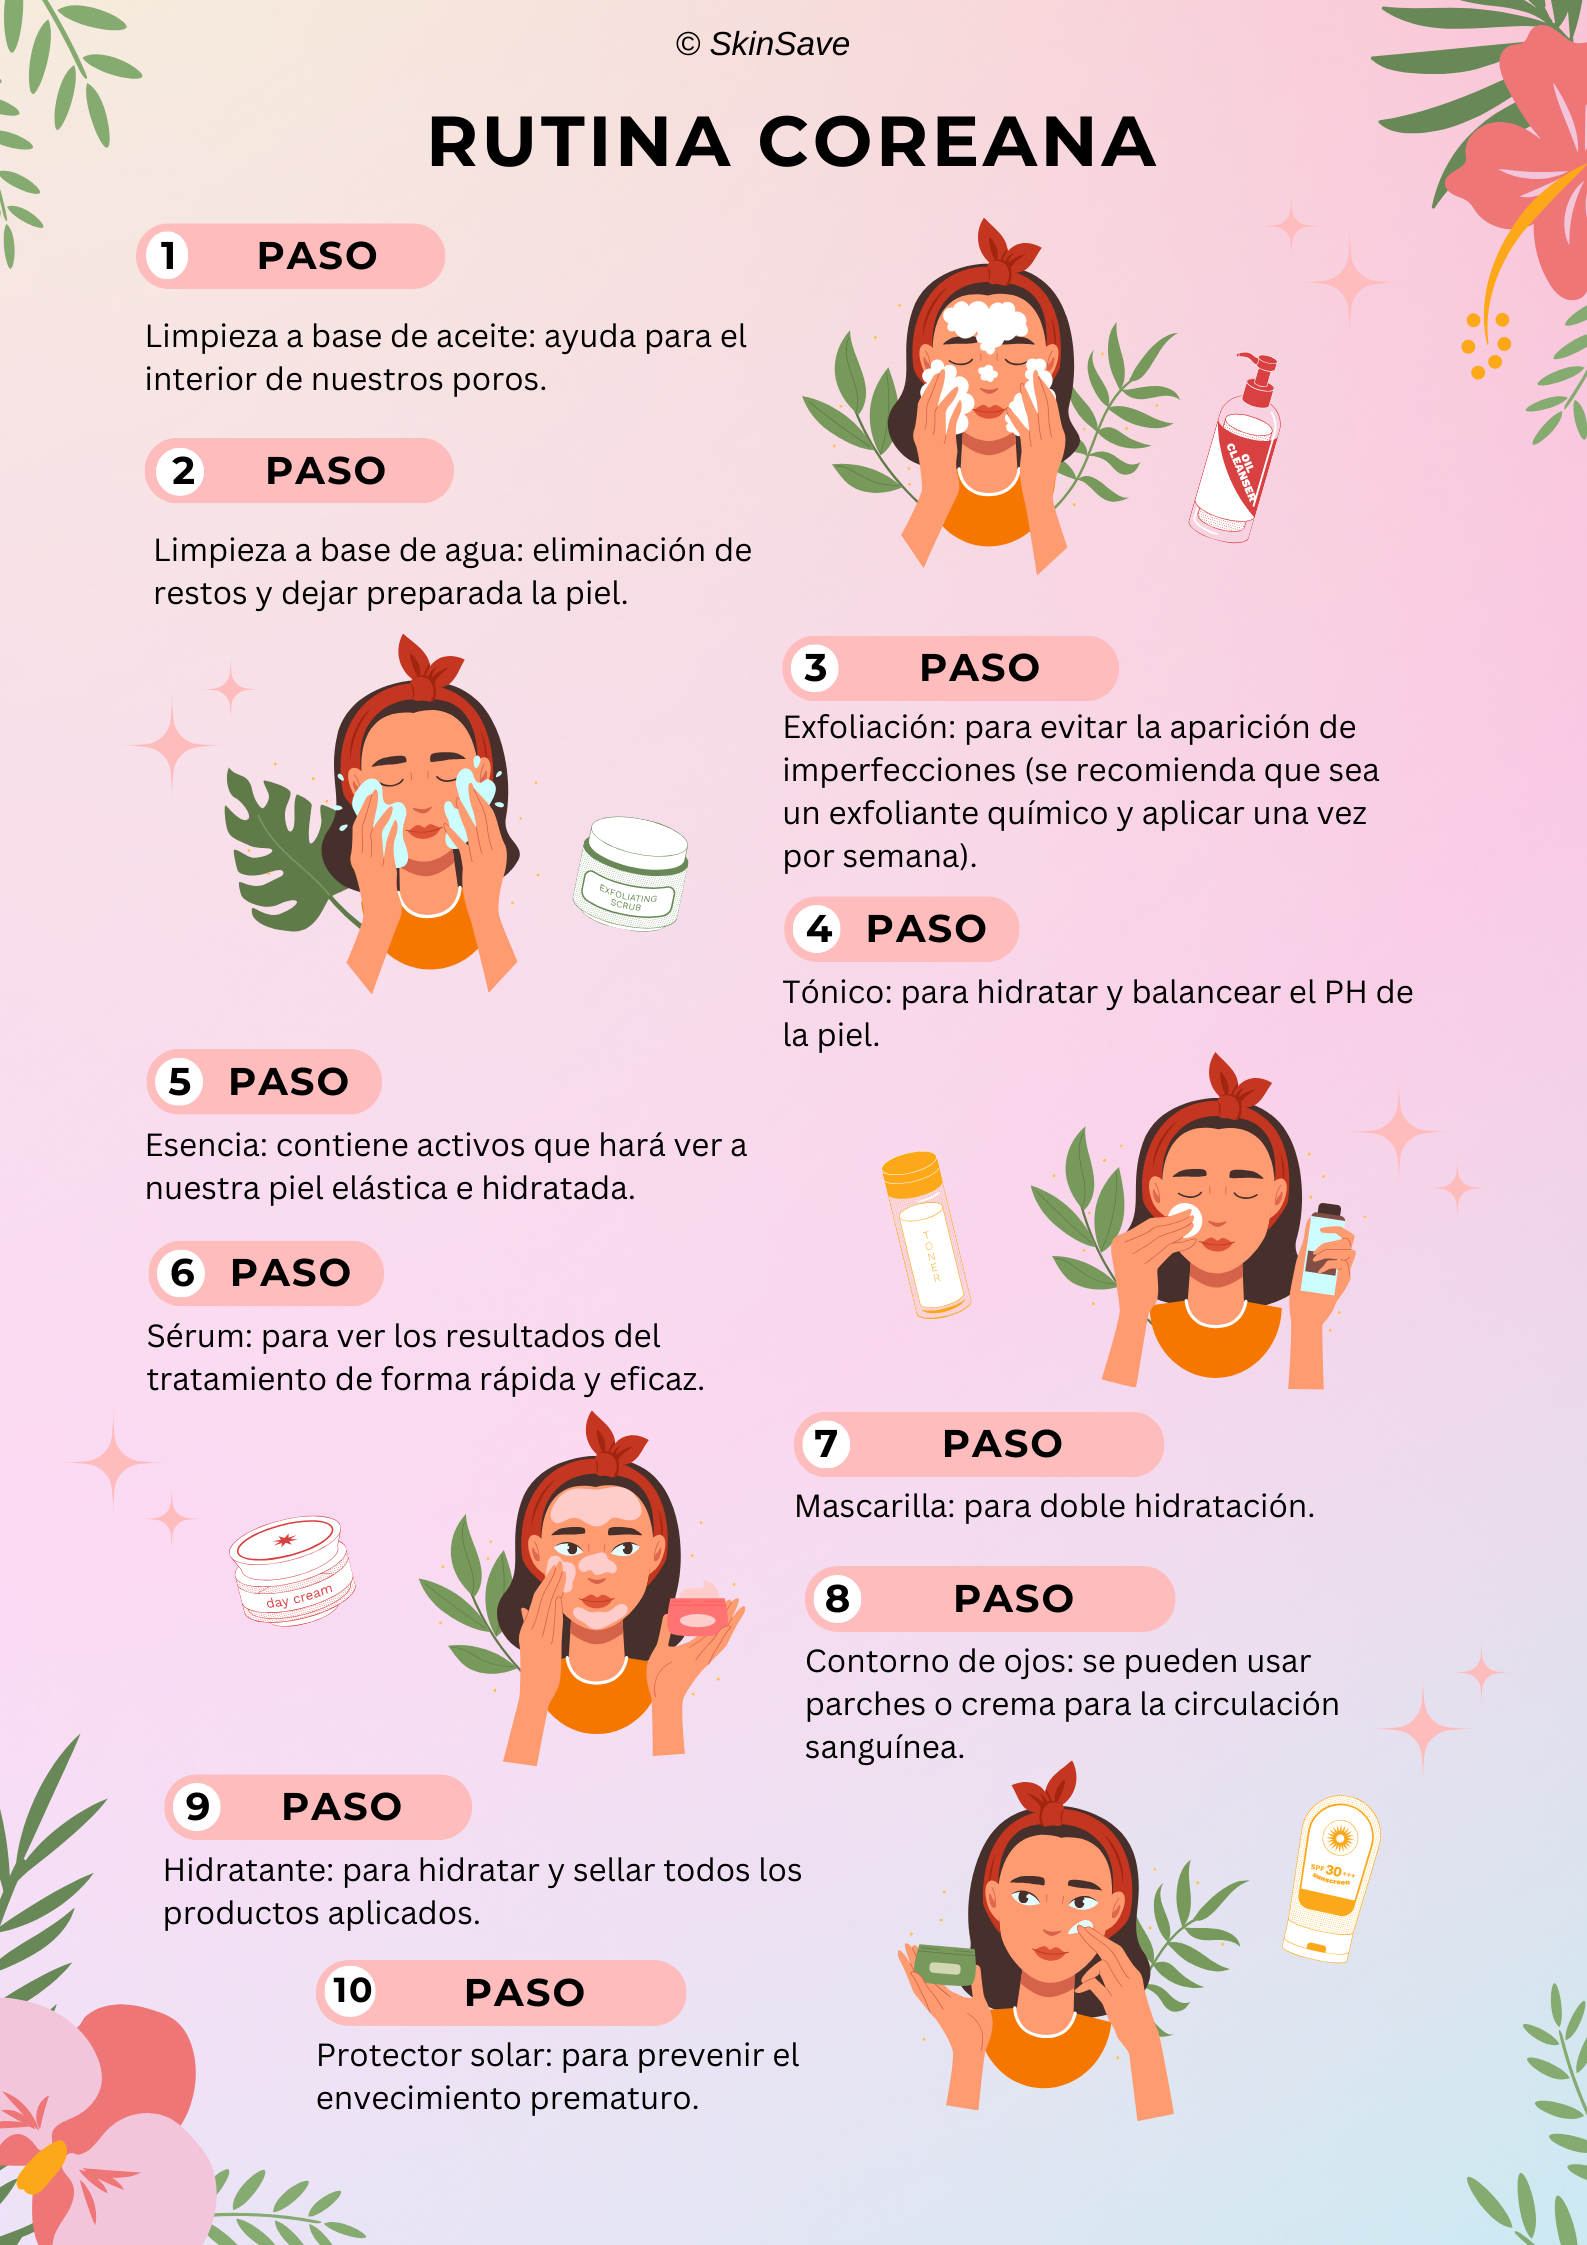 © SkinSave
RUTINA COREANA
1 PASO
Limpieza a base de aceite: ayuda para el
interior de nuestros poros.
OIL
CLEANSER
2 PASO
Limpieza a base de agua: eliminación de
restos y dejar preparada la piel.
EXFOLIATING
SCRUB
3 PASO
Exfoliación: para evitar la aparición de
imperfecciones (se recomienda que sea
un exfoliante químico y aplicar una vez
por semana).
4 PASO
Tónico: para hidratar y balancear el PH de
la piel.
TONER
5 PASO
Esencia: contiene activos que hará ver a
nuestra piel elástica e hidratada.
6 PASO
Sérum: para ver los resultados del
tratamiento de forma rápida y eficaz.
day cream
7 PASO
Mascarilla: para doble hidratación.
8 PASO
Contorno de ojos: se pueden usar
parches o crema para la circulación
sanguínea.
9 PASO
Hidratante: para hidratar y sellar todos los
productos aplicados.
SPF 30+++
sunscreen
10 PASO
Protector solar: para prevenir el
envecimiento prematuro.